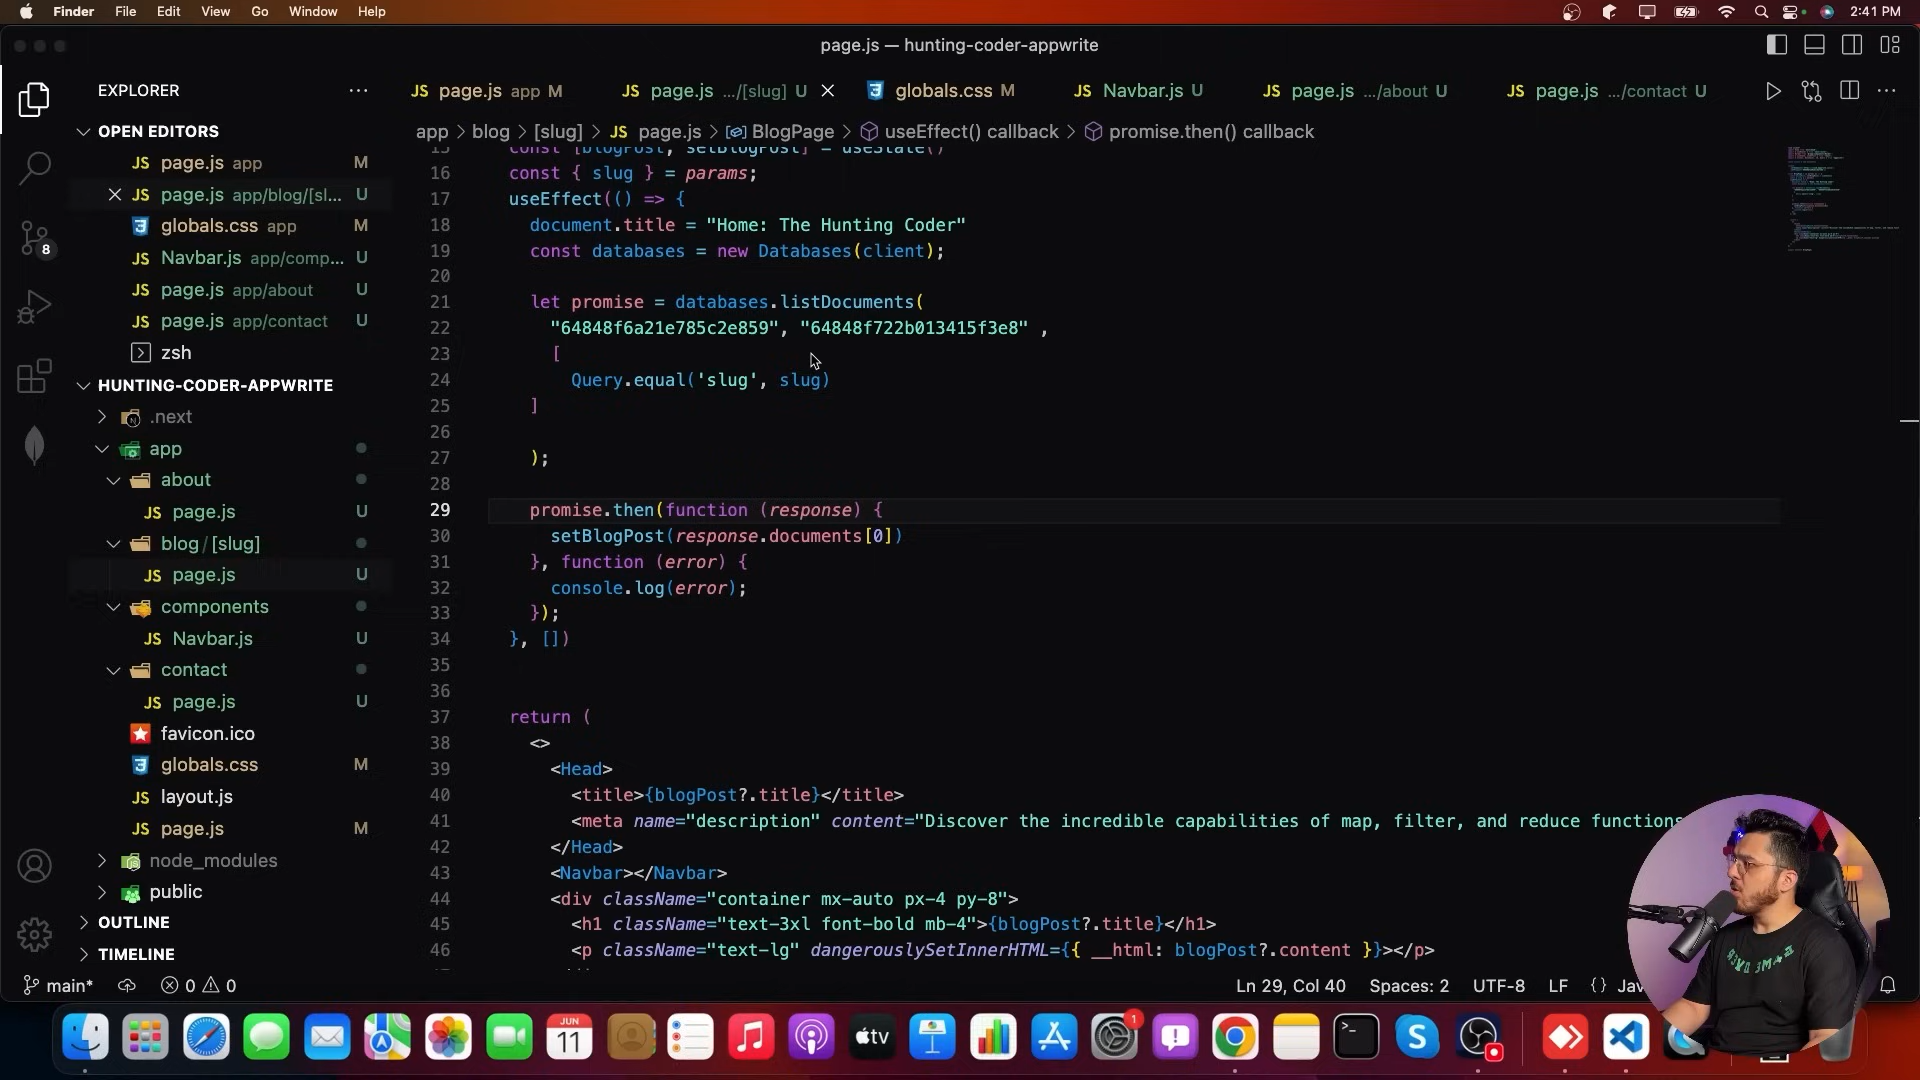 Finder File Edit View Go Window Help 2:41 PM
page.js — hunting-coder-appwrite
EXPLORER
page.js app M
page.js .../[slug] U
globals.css M
Navbar.js U
page.js .../about U
page.js .../contact U
app > blog > [slug] > JS page.js > BlogPage > useEffect() callback > promise.then() callback
OPEN EDITORS
JS page.js app M
JS page.js app/blog/[sl... U
globals.css app M
JS Navbar.js app/comp... U
JS page.js app/about U
JS page.js app/contact U
zsh
HUNTING-CODER-APPWRITE
.next
app
about
JS page.js U
blog/[slug]
JS page.js U
components
JS Navbar.js U
contact
JS page.js U
favicon.ico
globals.css M
JS layout.js
JS page.js M
node_modules
public
OUTLINE
TIMELINE
8
15 const [blogPost, setBlogPost] = useState()
16 const { slug } = params;
17 useEffect(() => {
18 document.title = "Home: The Hunting Coder"
19 const databases = new Databases(client);
20
21 let promise = databases.listDocuments(
22 "64848f6a21e785c2e859", "64848f722b013415f3e8" ,
23 [
24 Query.equal('slug', slug)
25 ]
26
27 );
28
29 promise.then(function (response) {
30 setBlogPost(response.documents[0])
31 }, function (error) {
32 console.log(error);
33 });
34 }, [])
35
36
37 return (
38 <>
39 <Head>
40 <title>{blogPost?.title}</title>
41 <meta name="description" content="Discover the incredible capabilities of map, filter, and reduce functions
42 </Head>
43 <Navbar></Navbar>
44 <div className="container mx-auto px-4 py-8">
45 <h1 className="text-3xl font-bold mb-4">{blogPost?.title}</h1>
46 <p className="text-lg" dangerouslySetInnerHTML={{ __html: blogPost?.content }}></p>
main* 0 0 Ln 29, Col 40 Spaces: 2 UTF-8 LF {} Jav
JUN
11
tv
1